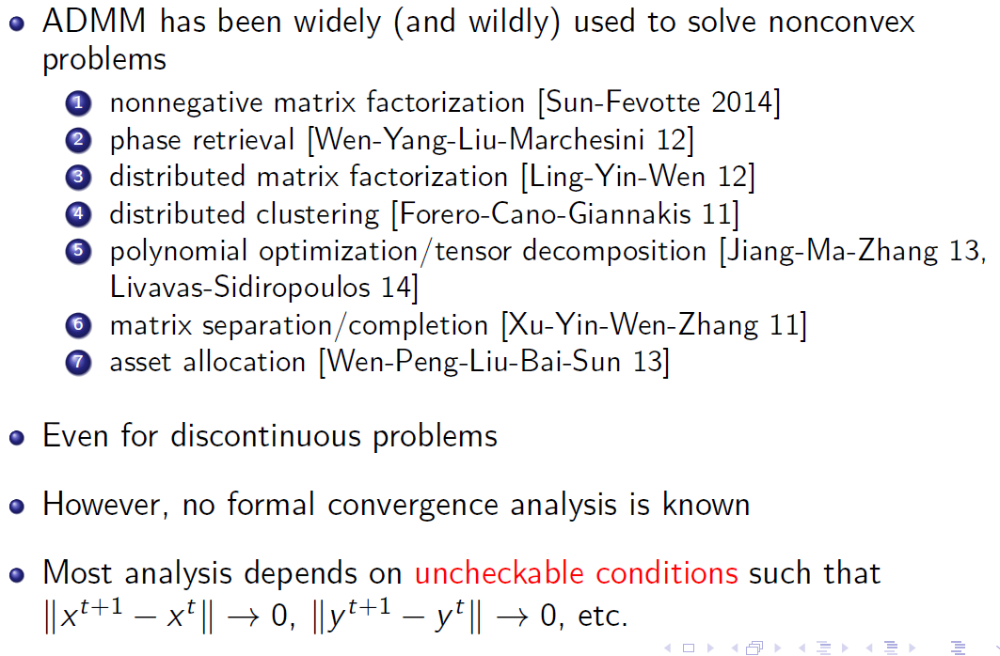 ADMM has been widely (and wildly) used to solve nonconvex
problems
1 nonnegative matrix factorization [Sun-Fevotte 2014]
2 phase retrieval [Wen-Yang-Liu-Marchesini 12]
3 distributed matrix factorization [Ling-Yin-Wen 12]
4 distributed clustering [Forero-Cano-Giannakis 11]
5 polynomial optimization/tensor decomposition [Jiang-Ma-Zhang 13,
Livavas-Sidiropoulos 14]
6 matrix separation/completion [Xu-Yin-Wen-Zhang 11]
7 asset allocation [Wen-Peng-Liu-Bai-Sun 13]
Even for discontinuous problems
However, no formal convergence analysis is known
Most analysis depends on uncheckable conditions such that
‖x^{t+1} − x^t‖ → 0, ‖y^{t+1} − y^t‖ → 0, etc.